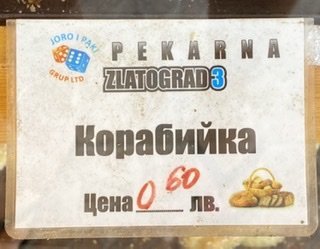 JORO I PAKI
GRUP LTD
PEKARNA
ZLATOGRAD 3
Корабийка
Цена 0 60 лв.